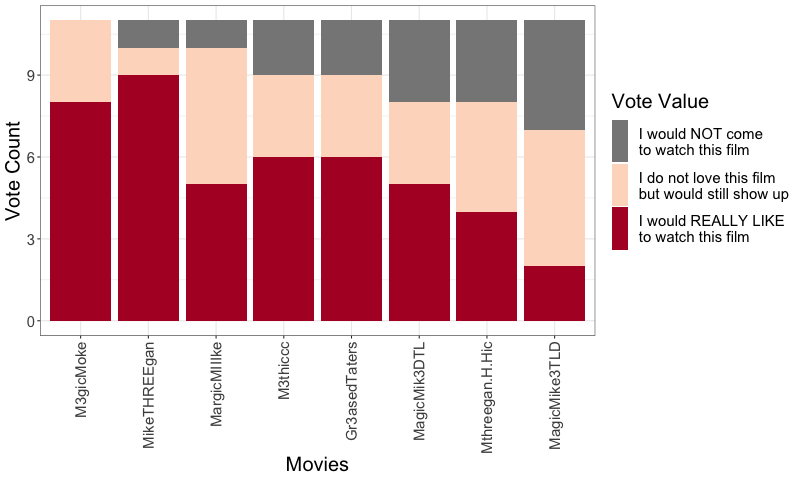 Vote Count
9
6
3
0
M3gicMoke
MikeTHREEgan
MargicMIIIke
M3thiccc
Gr3asedTaters
MagicMik3DTL
Mthreegan.H.Hic
MagicMike3TLD
Movies
Vote Value
I would NOT come
to watch this film
I do not love this film
but would still show up
I would REALLY LIKE
to watch this film